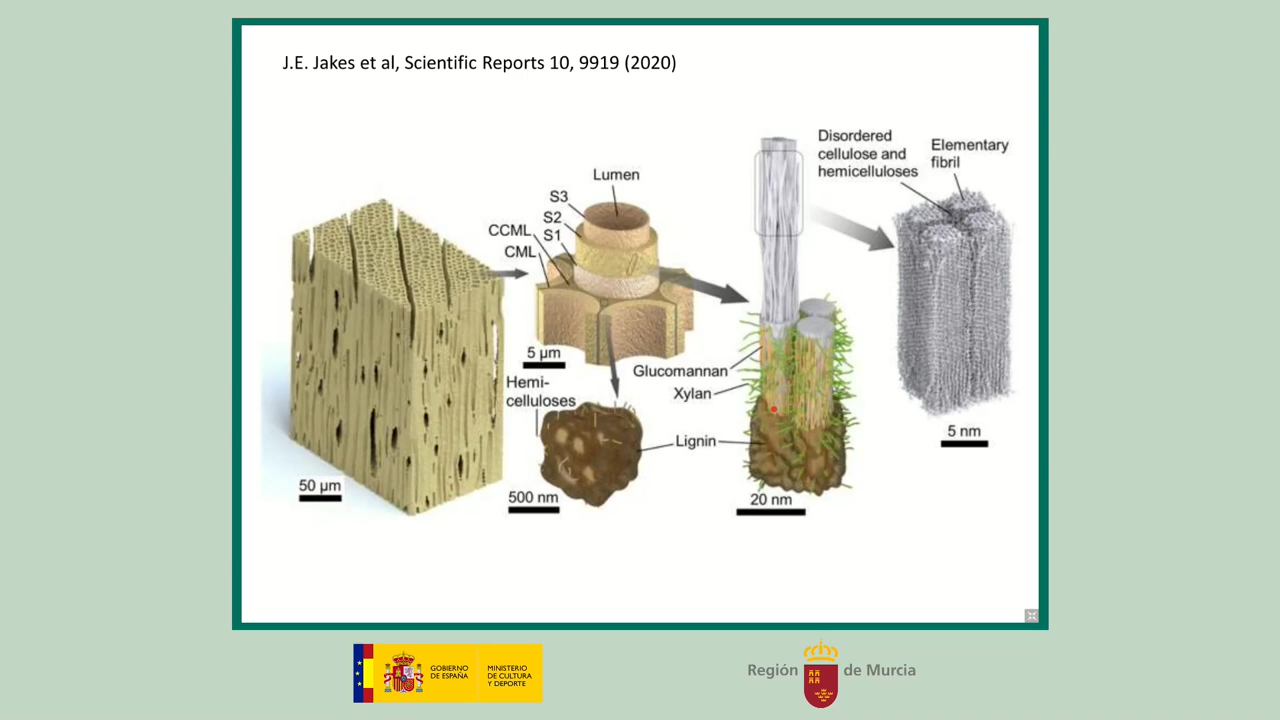 J.E. Jakes et al, Scientific Reports 10, 9919 (2020)
Disordered
cellulose and
hemicelluloses
Elementary
fibril
Lumen
S3
S2
S1
CCML
CML
5 µm
Hemi-
celluloses
Glucomannan
Xylan
Lignin
50 µm
500 nm
20 nm
5 nm
GOBIERNO
DE ESPAÑA
MINISTERIO
DE CULTURA
Y DEPORTE
Región de Murcia